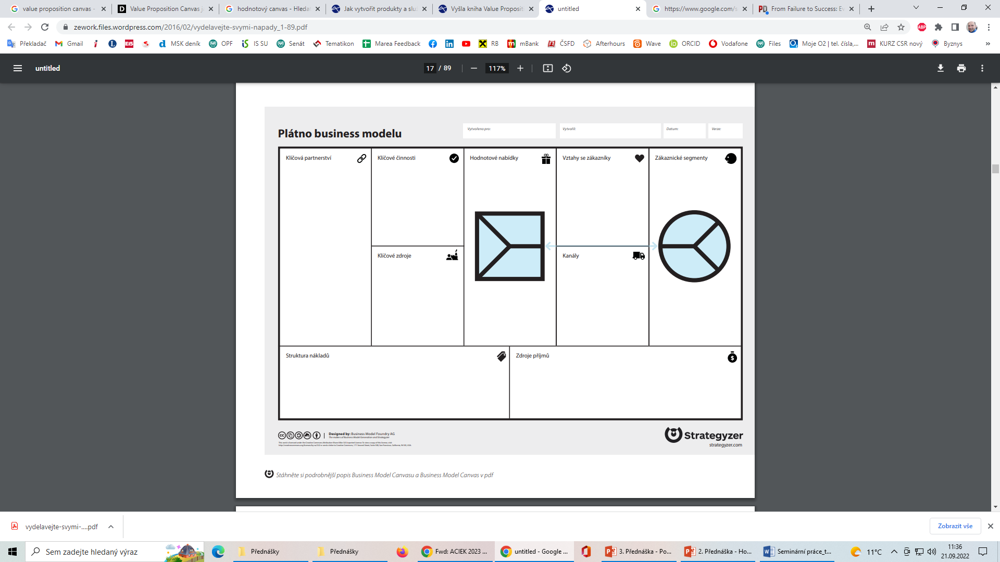 value proposition canvas -
Value Proposition Canvas j
hodnotový canvas - Hleda
Jak vytvořit produkty a slu
Vyšla kniha Value Proposit
untitled
https://www.google.com/s
From Failure to Success: Ev
zework.files.wordpress.com/2016/02/vydelavejte-svymi-napady_1-89.pdf
ABP
Překladač
Gmail
MSK deník
OPF
IS SU
Senát
Tematikon
Marea Feedback
RB
mBank
ČSFD
Afterhours
Wave
ORCID
Vodafone
Files
Moje O2 | tel. čísla,...
KURZ CSR nový
Byznys
»
untitled
17 / 89
117%
Plátno business modelu
Vytvořeno pro:
Vytvořil:
Datum:
Verze:
Klíčová partnerství
Klíčové činnosti
Hodnotové nabídky
Vztahy se zákazníky
Zákaznické segmenty
Klíčové zdroje
Kanály
Struktura nákladů
Zdroje příjmů
Designed by: Business Model Foundry AG
The makers of Business Model Generation and Strategyzer
Strategyzer
strategyzer.com
Stáhněte si podrobnější popis Business Model Canvasu a Business Model Canvas v pdf
vydelavejte-svymi-....pdf
Zobrazit vše
Sem zadejte hledaný výraz
Přednášky
Přednášky
Fwd: ACIEK 2023 ...
untitled - Google ...
3. Přednáška - Po...
2. Přednáška - Ho...
Seminární práce_t...
11°C
11:36
21.09.2022